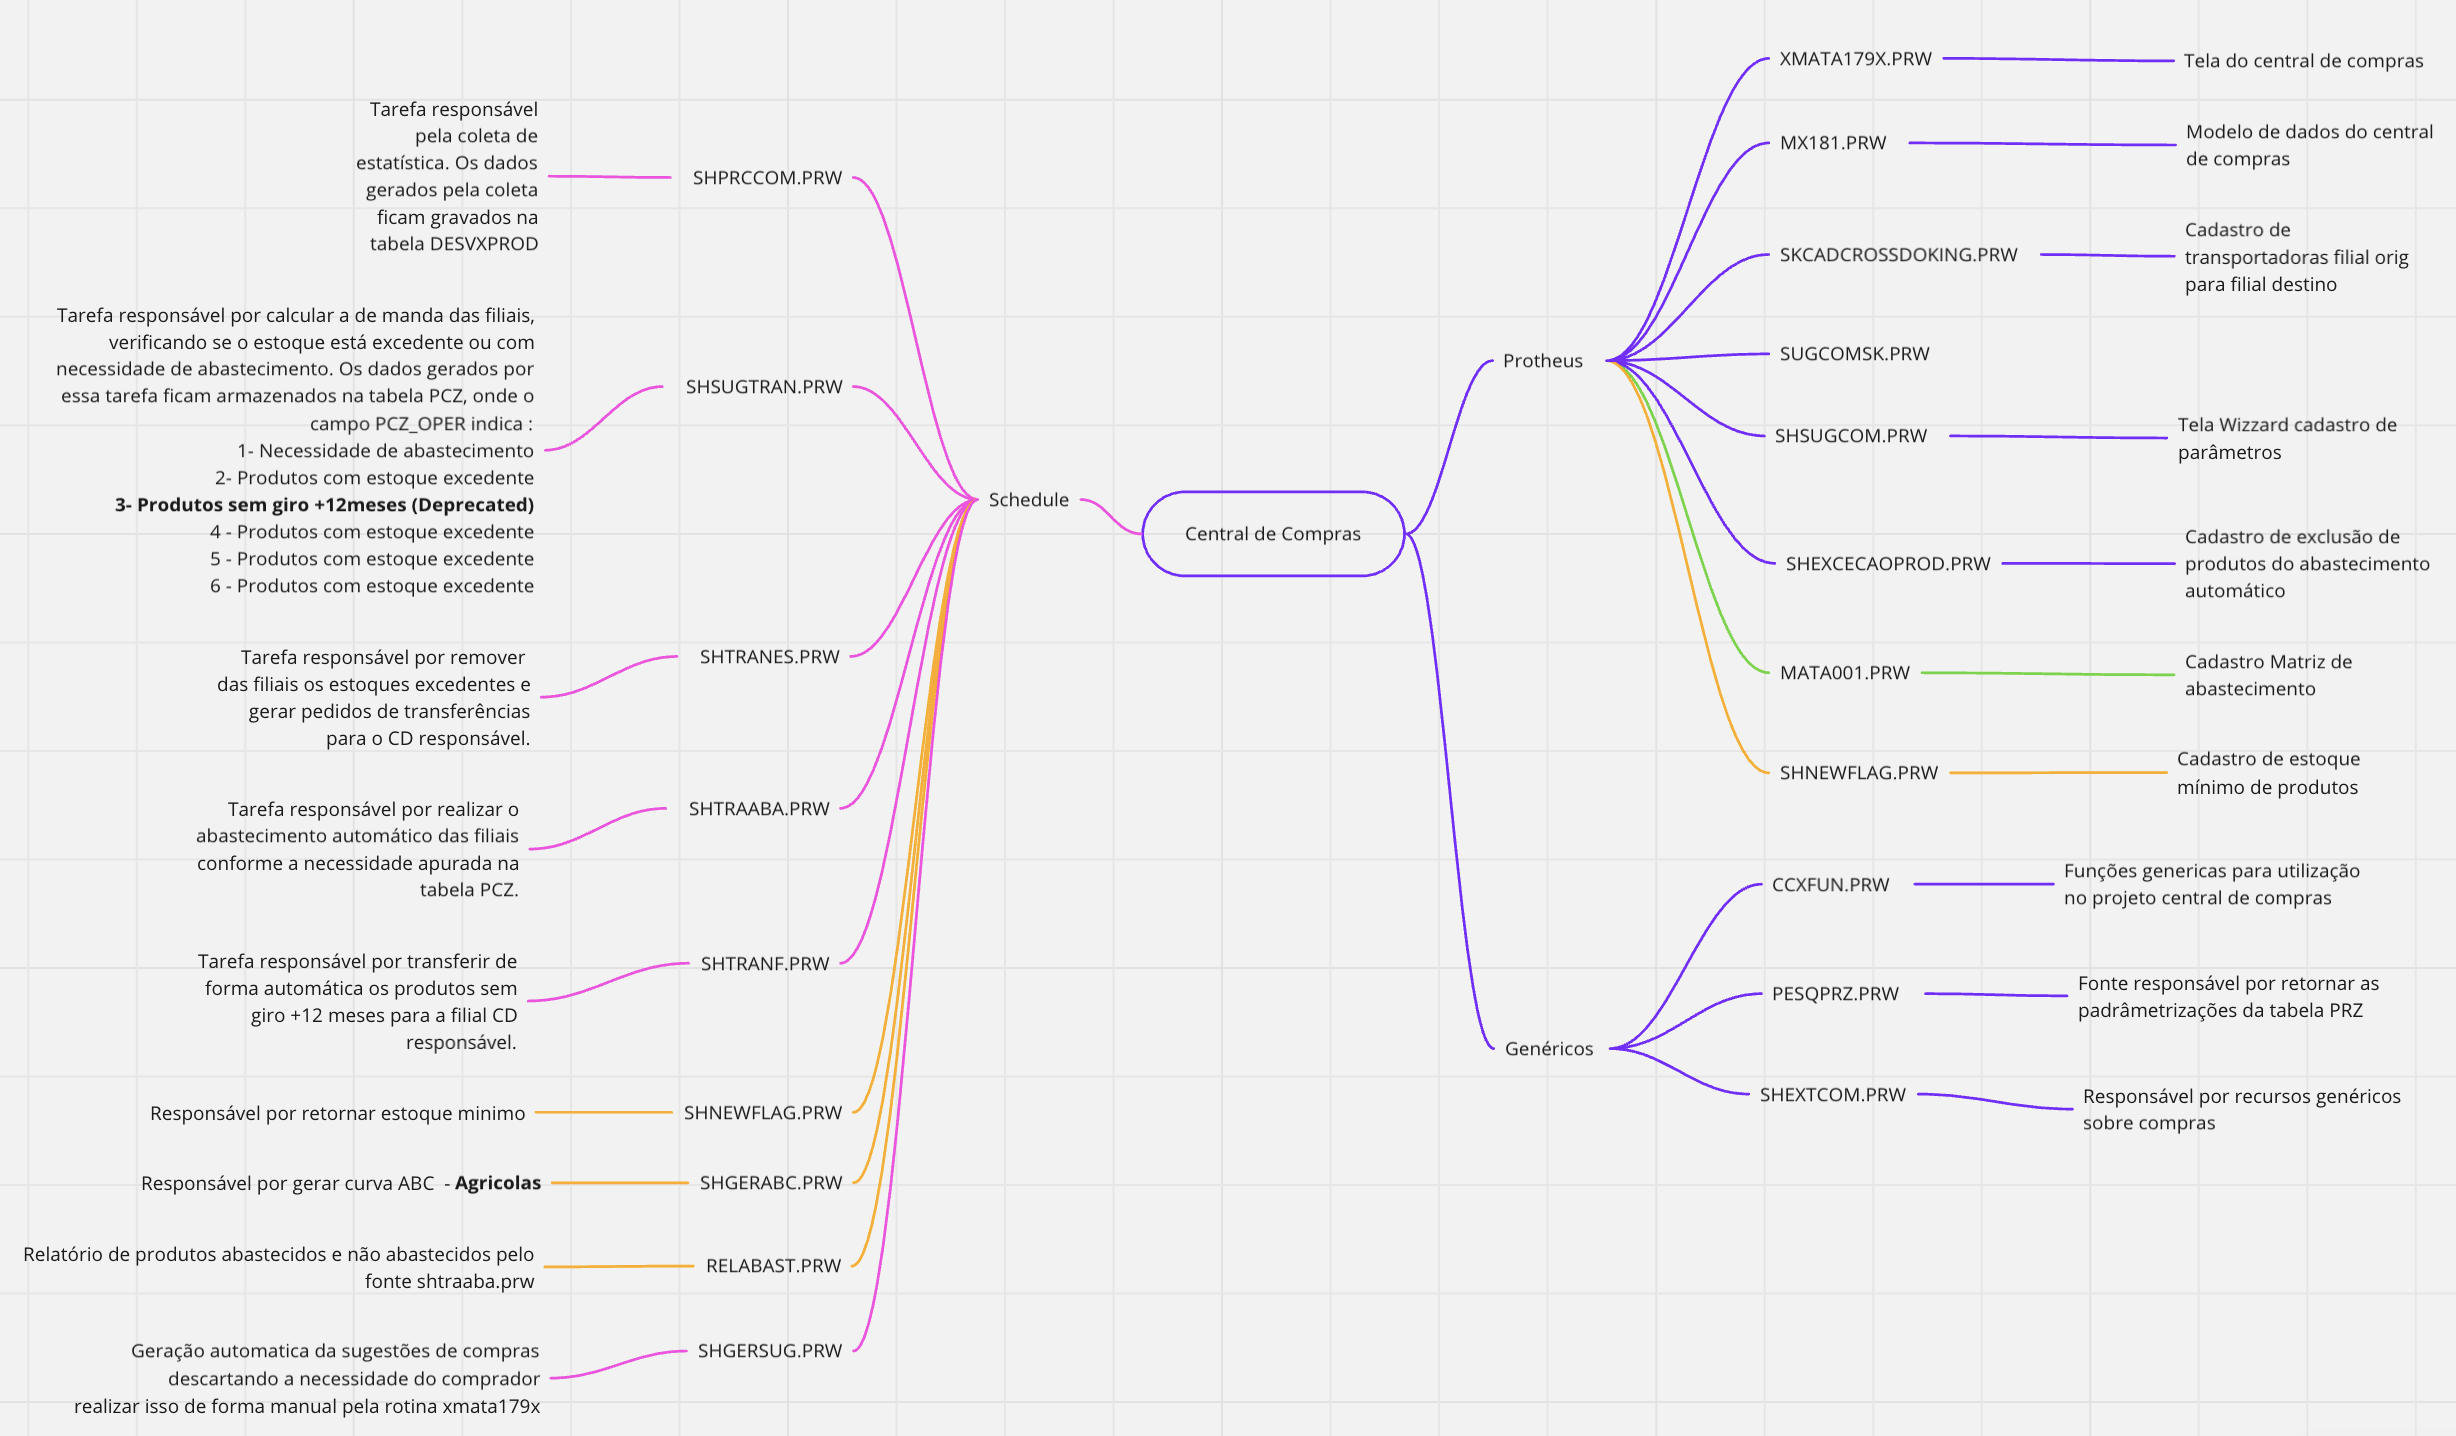 Central de Compras
Schedule
SHPRCCOM.PRW
Tarefa responsável
pela coleta de
estatística. Os dados
gerados pela coleta
ficam gravados na
tabela DESVXPROD
SHSUGTRAN.PRW
Tarefa responsável por calcular a de manda das filiais,
verificando se o estoque está excedente ou com
necessidade de abastecimento. Os dados gerados por
essa tarefa ficam armazenados na tabela PCZ, onde o
campo PCZ_OPER indica :
1- Necessidade de abastecimento
2- Produtos com estoque excedente
3- Produtos sem giro +12meses (Deprecated)
4 - Produtos com estoque excedente
5 - Produtos com estoque excedente
6 - Produtos com estoque excedente
SHTRANES.PRW
Tarefa responsável por remover
das filiais os estoques excedentes e
gerar pedidos de transferências
para o CD responsável.
SHTRAABA.PRW
Tarefa responsável por realizar o
abastecimento automático das filiais
conforme a necessidade apurada na
tabela PCZ.
SHTRANF.PRW
Tarefa responsável por transferir de
forma automática os produtos sem
giro +12 meses para a filial CD
responsável.
SHNEWFLAG.PRW
Responsável por retornar estoque minimo
SHGERABC.PRW
Responsável por gerar curva ABC - Agricolas
RELABAST.PRW
Relatório de produtos abastecidos e não abastecidos pelo
fonte shtraaba.prw
SHGERSUG.PRW
Geração automatica da sugestões de compras
descartando a necessidade do comprador
realizar isso de forma manual pela rotina xmata179x
Protheus
XMATA179X.PRW
Tela do central de compras
MX181.PRW
Modelo de dados do central
de compras
SKCADCROSSDOKING.PRW
Cadastro de
transportadoras filial orig
para filial destino
SUGCOMSK.PRW
SHSUGCOM.PRW
Tela Wizzard cadastro de
parâmetros
SHEXCECAOPROD.PRW
Cadastro de exclusão de
produtos do abastecimento
automático
MATA001.PRW
Cadastro Matriz de
abastecimento
SHNEWFLAG.PRW
Cadastro de estoque
mínimo de produtos
Genéricos
CCXFUN.PRW
Funções genericas para utilização
no projeto central de compras
PESQPRZ.PRW
Fonte responsável por retornar as
padrâmetrizações da tabela PRZ
SHEXTCOM.PRW
Responsável por recursos genéricos
sobre compras